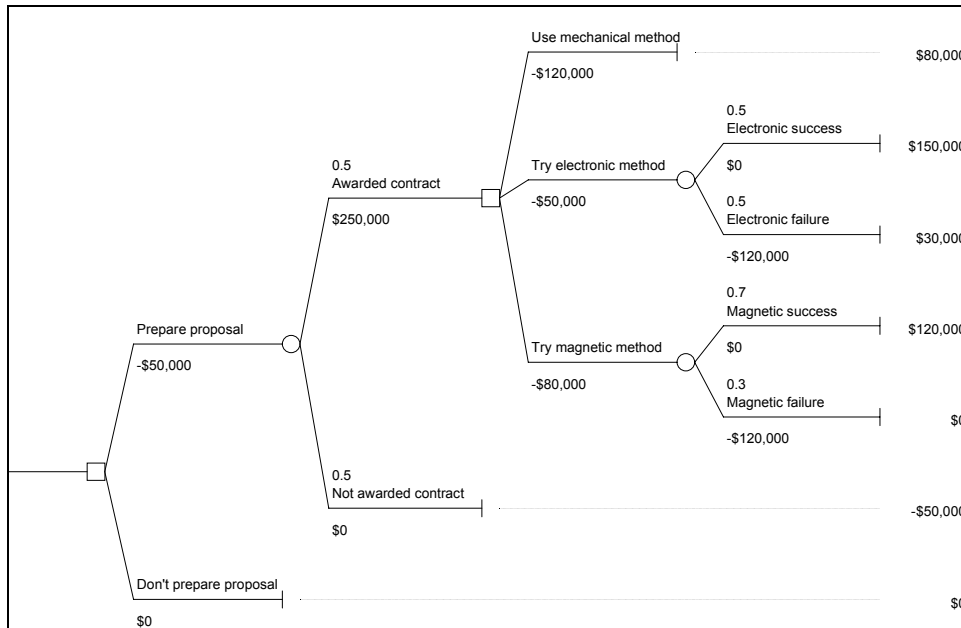 Use mechanical method
-$120,000
$80,000
0.5
Electronic success
$0
$150,000
Try electronic method
-$50,000
0.5
Electronic failure
-$120,000
$30,000
0.5
Awarded contract
$250,000
0.7
Magnetic success
$0
$120,000
Try magnetic method
-$80,000
0.3
Magnetic failure
-$120,000
$0
Prepare proposal
-$50,000
0.5
Not awarded contract
$0
-$50,000
Don't prepare proposal
$0
$0